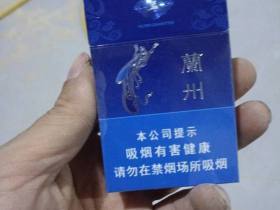 蘭州
本公司提示
吸烟有害健康
请勿在禁烟场所吸烟